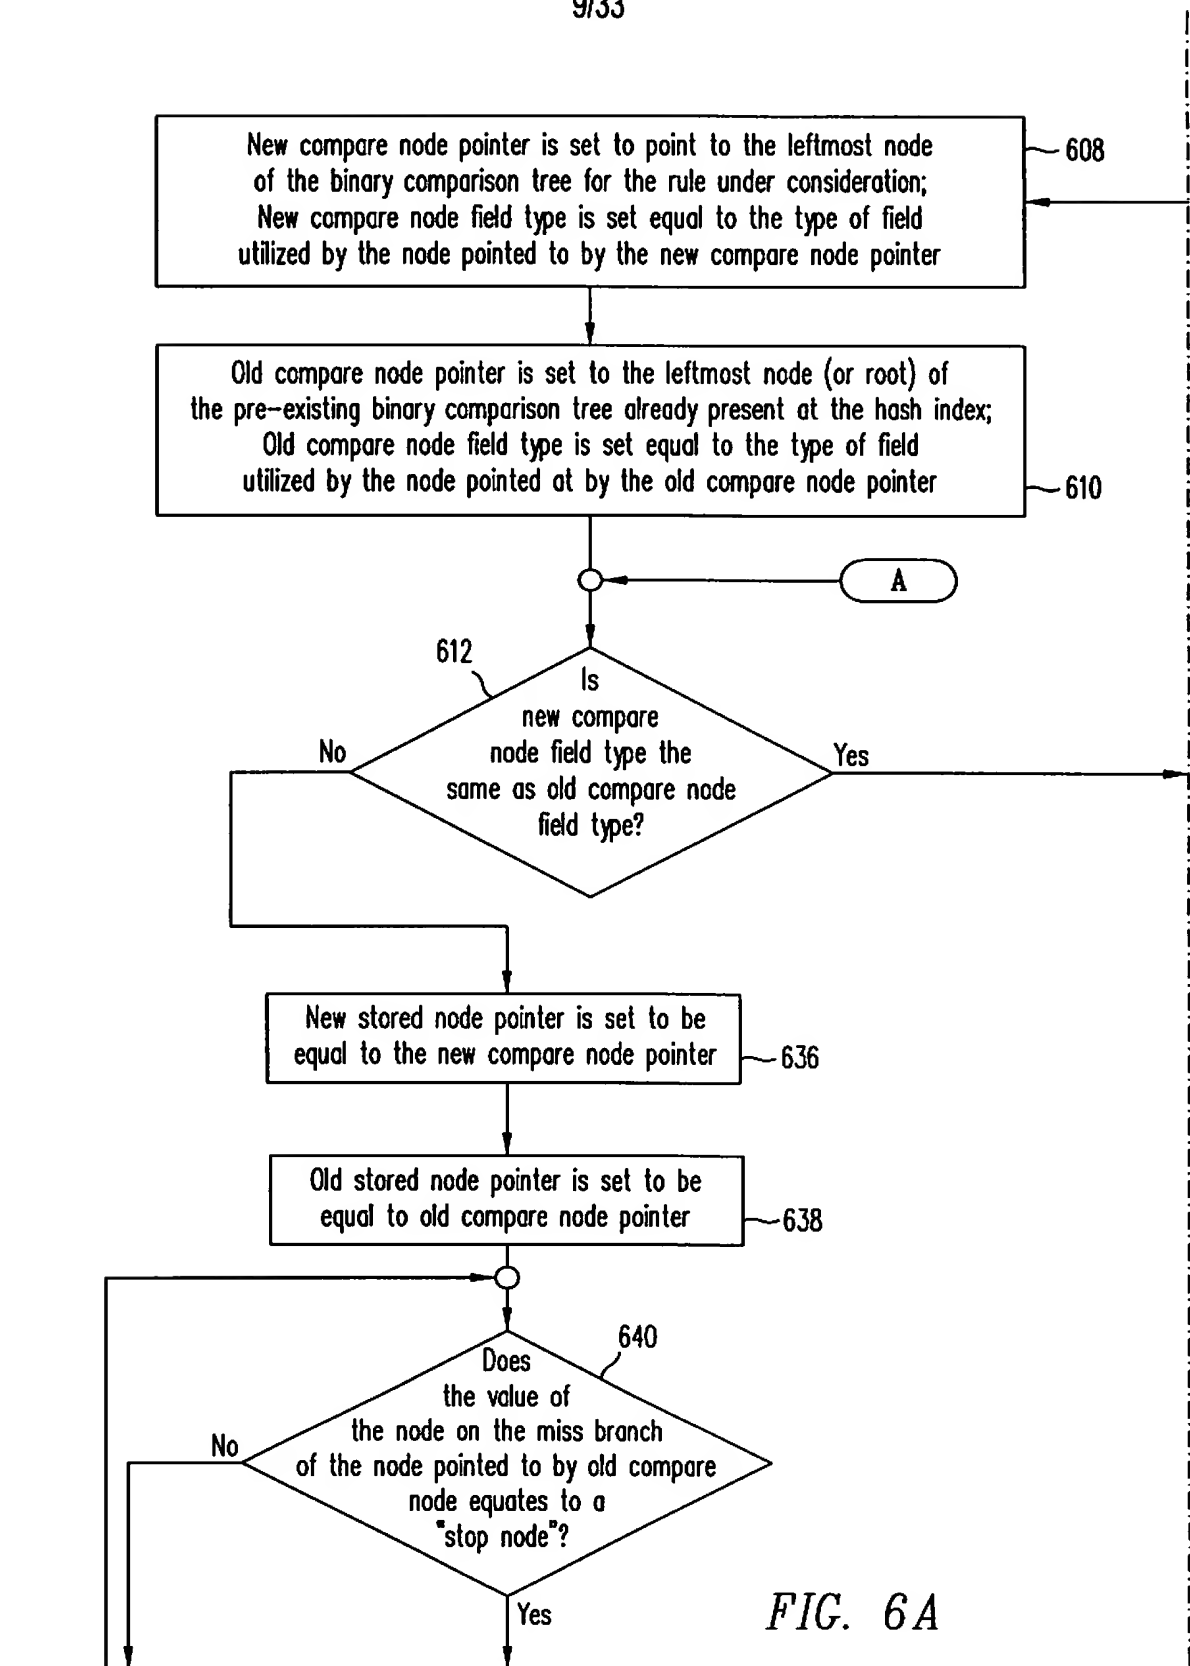 9/33
New compare node pointer is set to point to the leftmost node
of the binary comparison tree for the rule under consideration;
New compare node field type is set equal to the type of field
utilized by the node pointed to by the new compare node pointer
608
Old compare node pointer is set to the leftmost node (or root) of
the pre-existing binary comparison tree already present at the hash index;
Old compare node field type is set equal to the type of field
utilized by the node pointed at by the old compare node pointer
610
A
612
Is
new compare
node field type the
same as old compare node
field type?
No
Yes
New stored node pointer is set to be
equal to the new compare node pointer
636
Old stored node pointer is set to be
equal to old compare node pointer
638
640
Does
the value of
the node on the miss branch
of the node pointed to by old compare
node equates to a
"stop node"?
No
Yes
FIG. 6A